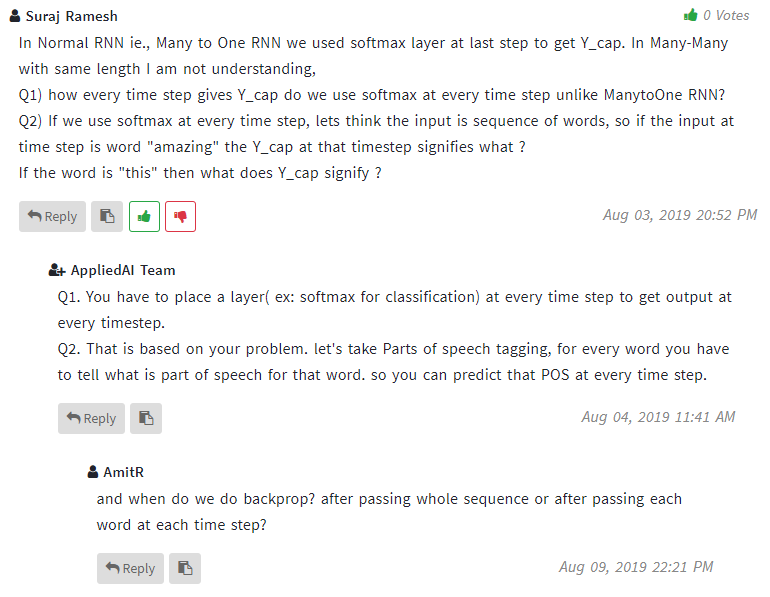 Suraj Ramesh
0 Votes
In Normal RNN ie., Many to One RNN we used softmax layer at last step to get Y_cap. In Many-Many
with same length I am not understanding,
Q1) how every time step gives Y_cap do we use softmax at every time step unlike ManytoOne RNN?
Q2) If we use softmax at every time step, lets think the input is sequence of words, so if the input at
time step is word "amazing" the Y_cap at that timestep signifies what ?
If the word is "this" then what does Y_cap signify ?
Reply
Aug 03, 2019 20:52 PM
AppliedAI Team
Q1. You have to place a layer( ex: softmax for classification) at every time step to get output at
every timestep.
Q2. That is based on your problem. let's take Parts of speech tagging, for every word you have
to tell what is part of speech for that word. so you can predict that POS at every time step.
Reply
Aug 04, 2019 11:41 AM
AmitR
and when do we do backprop? after passing whole sequence or after passing each
word at each time step?
Reply
Aug 09, 2019 22:21 PM